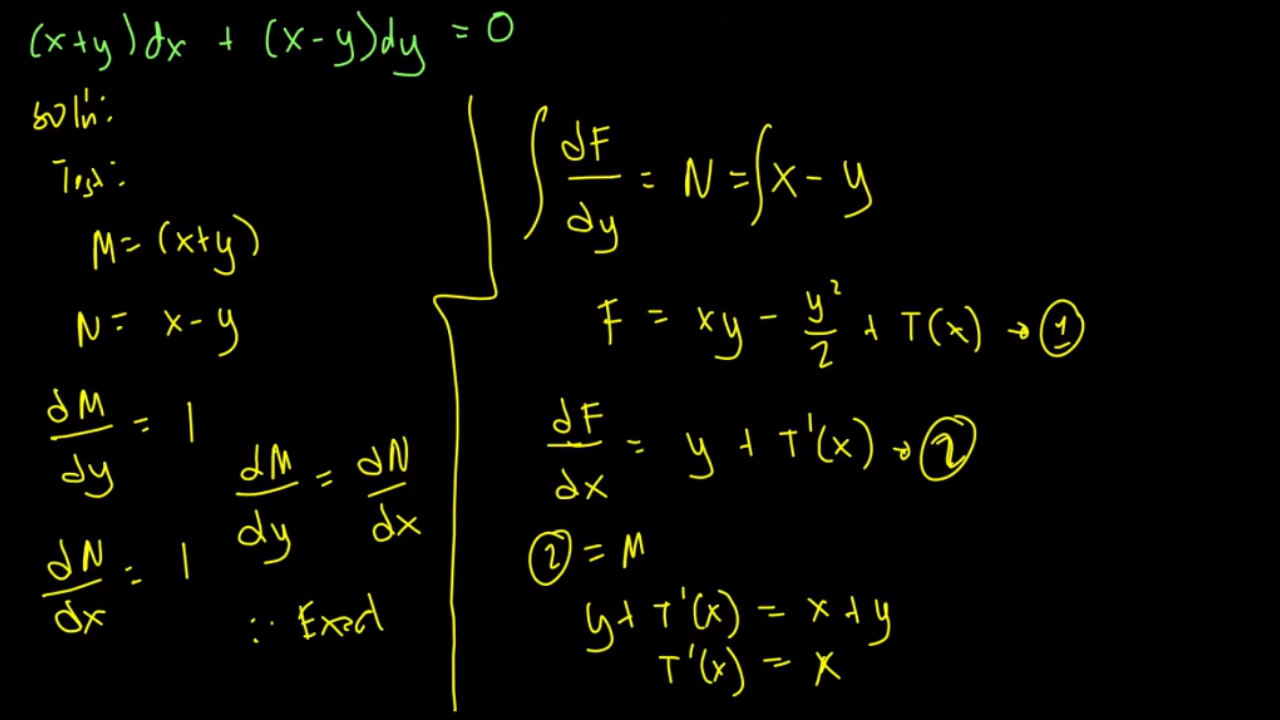 (x+y)dx + (x-y)dy = 0
Sol'n:
Test:
M = (x+y)
N = x - y
dM/dy = 1
dN/dx = 1
dM/dy = dN/dx
∴ Exact
∫ dF/dy = N = ∫ x - y
F = xy - y²/2 + T(x) → ①
dF/dx = y + T'(x) → ②
② = M
y + T'(x) = x + y
T'(x) = x